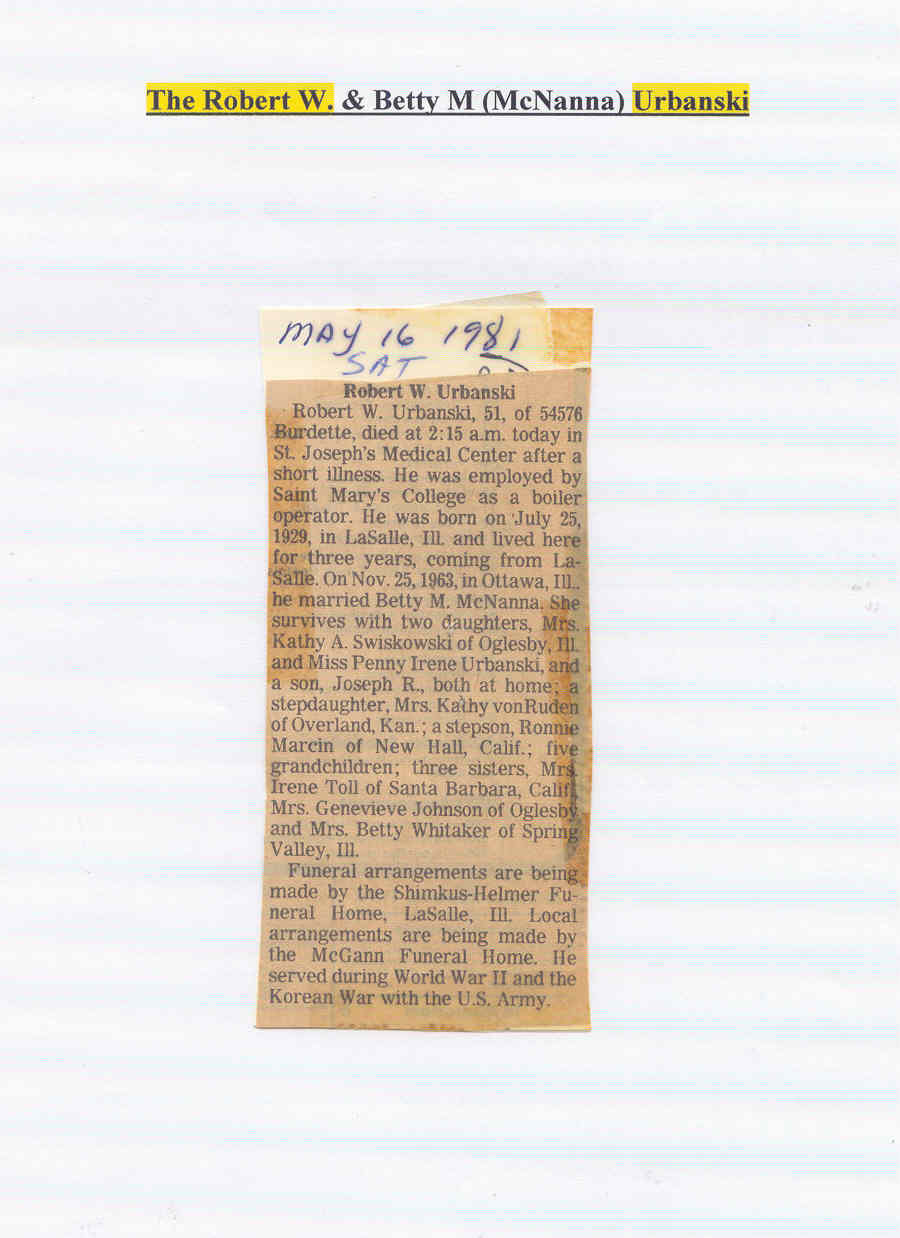 The Robert W. & Betty M (McNanna) Urbanski
MAY 16 1981
SAT
Robert W. Urbanski
Robert W. Urbanski, 51, of 54576
Burdette, died at 2:15 a.m. today in
St. Joseph's Medical Center after a
short illness. He was employed by
Saint Mary's College as a boiler
operator. He was born on July 25,
1929, in LaSalle, Ill. and lived here
for three years, coming from La-
Salle. On Nov. 25, 1963, in Ottawa, Ill.,
he married Betty M. McNanna. She
survives with two daughters, Mrs.
Kathy A. Swiskowski of Oglesby, Ill.
and Miss Penny Irene Urbanski, and
a son, Joseph R., both at home; a
stepdaughter, Mrs. Kathy vonRuden
of Overland, Kan.; a stepson, Ronnie
Marcin of New Hall, Calif.; five
grandchildren; three sisters, Mrs.
Irene Toll of Santa Barbara, Calif.,
Mrs. Genevieve Johnson of Oglesby
and Mrs. Betty Whitaker of Spring
Valley, Ill.
Funeral arrangements are being
made by the Shimkus-Helmer Fu-
neral Home, LaSalle, Ill. Local
arrangements are being made by
the McGann Funeral Home. He
served during World War II and the
Korean War with the U.S. Army.